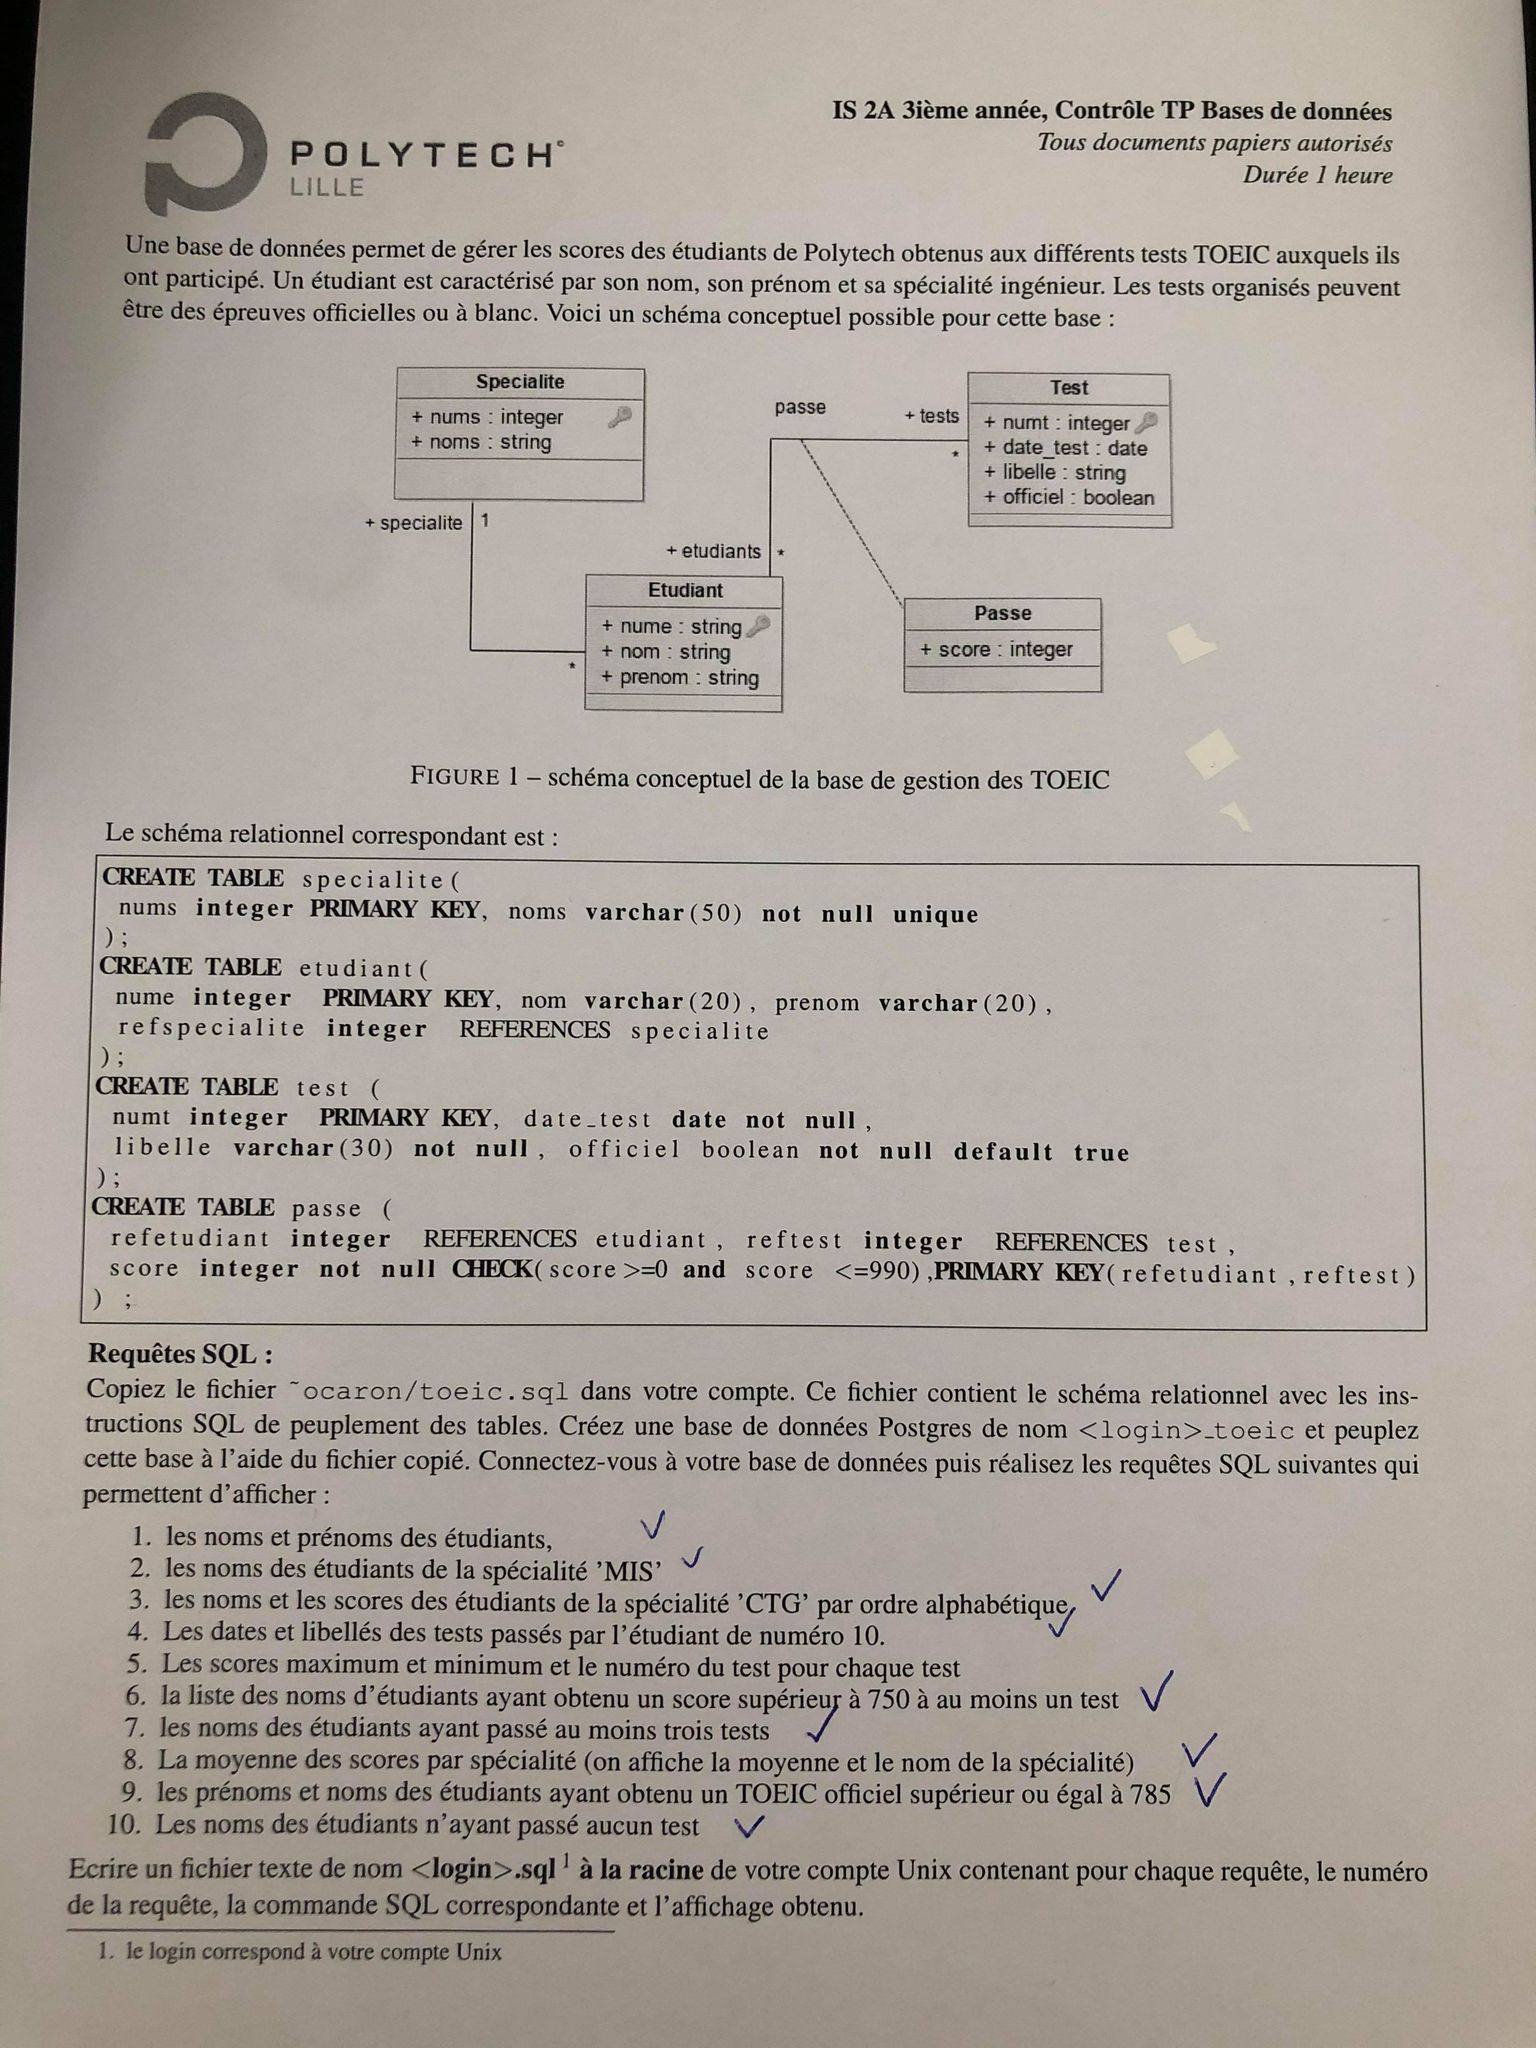 POLYTECH
LILLE
IS 2A 3ième année, Contrôle TP Bases de données
Tous documents papiers autorisés
Durée 1 heure
Une base de données permet de gérer les scores des étudiants de Polytech obtenus aux différents tests TOEIC auxquels ils
ont participé. Un étudiant est caractérisé par son nom, son prénom et sa spécialité ingénieur. Les tests organisés peuvent
être des épreuves officielles ou à blanc. Voici un schéma conceptuel possible pour cette base :
Specialite
+ nums : integer
+ noms : string
passe
+ tests
*
Test
+ numt : integer
+ date_test : date
+ libelle : string
+ officiel : boolean
+ specialite
1
+ etudiants
*
*
Etudiant
+ nume : string
+ nom : string
+ prenom : string
Passe
+ score : integer
FIGURE 1 – schéma conceptuel de la base de gestion des TOEIC
Le schéma relationnel correspondant est :
CREATE TABLE specialite(
nums integer PRIMARY KEY, noms varchar(50) not null unique
);
CREATE TABLE etudiant(
nume integer PRIMARY KEY, nom varchar(20), prenom varchar(20),
refspecialite integer REFERENCES specialite
);
CREATE TABLE test (
numt integer PRIMARY KEY, date_test date not null,
libelle varchar(30) not null, officiel boolean not null default true
);
CREATE TABLE passe (
refetudiant integer REFERENCES etudiant, reftest integer REFERENCES test,
score integer not null CHECK(score>=0 and score <=990),PRIMARY KEY(refetudiant,reftest)
) ;
Requêtes SQL :
Copiez le fichier ~ocaron/toeic.sql dans votre compte. Ce fichier contient le schéma relationnel avec les ins-
tructions SQL de peuplement des tables. Créez une base de données Postgres de nom <login>_toeic et peuplez
cette base à l'aide du fichier copié. Connectez-vous à votre base de données puis réalisez les requêtes SQL suivantes qui
permettent d'afficher :
1. les noms et prénoms des étudiants,
2. les noms des étudiants de la spécialité 'MIS'
3. les noms et les scores des étudiants de la spécialité 'CTG' par ordre alphabétique,
4. Les dates et libellés des tests passés par l'étudiant de numéro 10.
5. Les scores maximum et minimum et le numéro du test pour chaque test
6. la liste des noms d'étudiants ayant obtenu un score supérieur à 750 à au moins un test
7. les noms des étudiants ayant passé au moins trois tests
8. La moyenne des scores par spécialité (on affiche la moyenne et le nom de la spécialité)
9. les prénoms et noms des étudiants ayant obtenu un TOEIC officiel supérieur ou égal à 785
10. Les noms des étudiants n'ayant passé aucun test
Ecrire un fichier texte de nom <login>.sql 1 à la racine de votre compte Unix contenant pour chaque requête, le numéro
de la requête, la commande SQL correspondante et l'affichage obtenu.
1. le login correspond à votre compte Unix